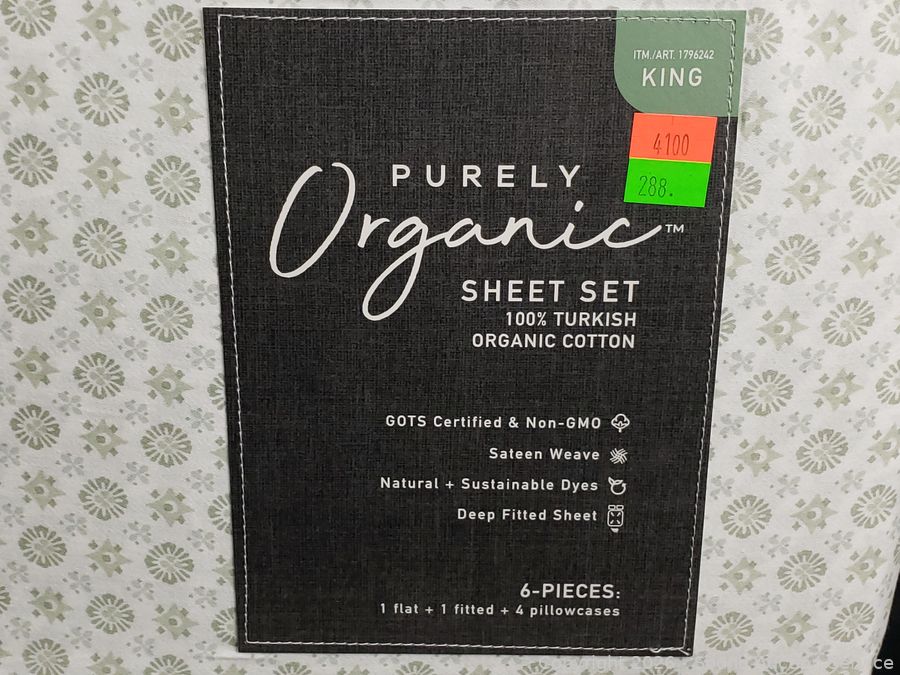 ITM./ART. 1796242
KING
4100
288.
PURELY
Organic™
SHEET SET
100% TURKISH
ORGANIC COTTON
GOTS Certified & Non-GMO
Sateen Weave
Natural + Sustainable Dyes
Deep Fitted Sheet
6-PIECES:
1 flat + 1 fitted + 4 pillowcases